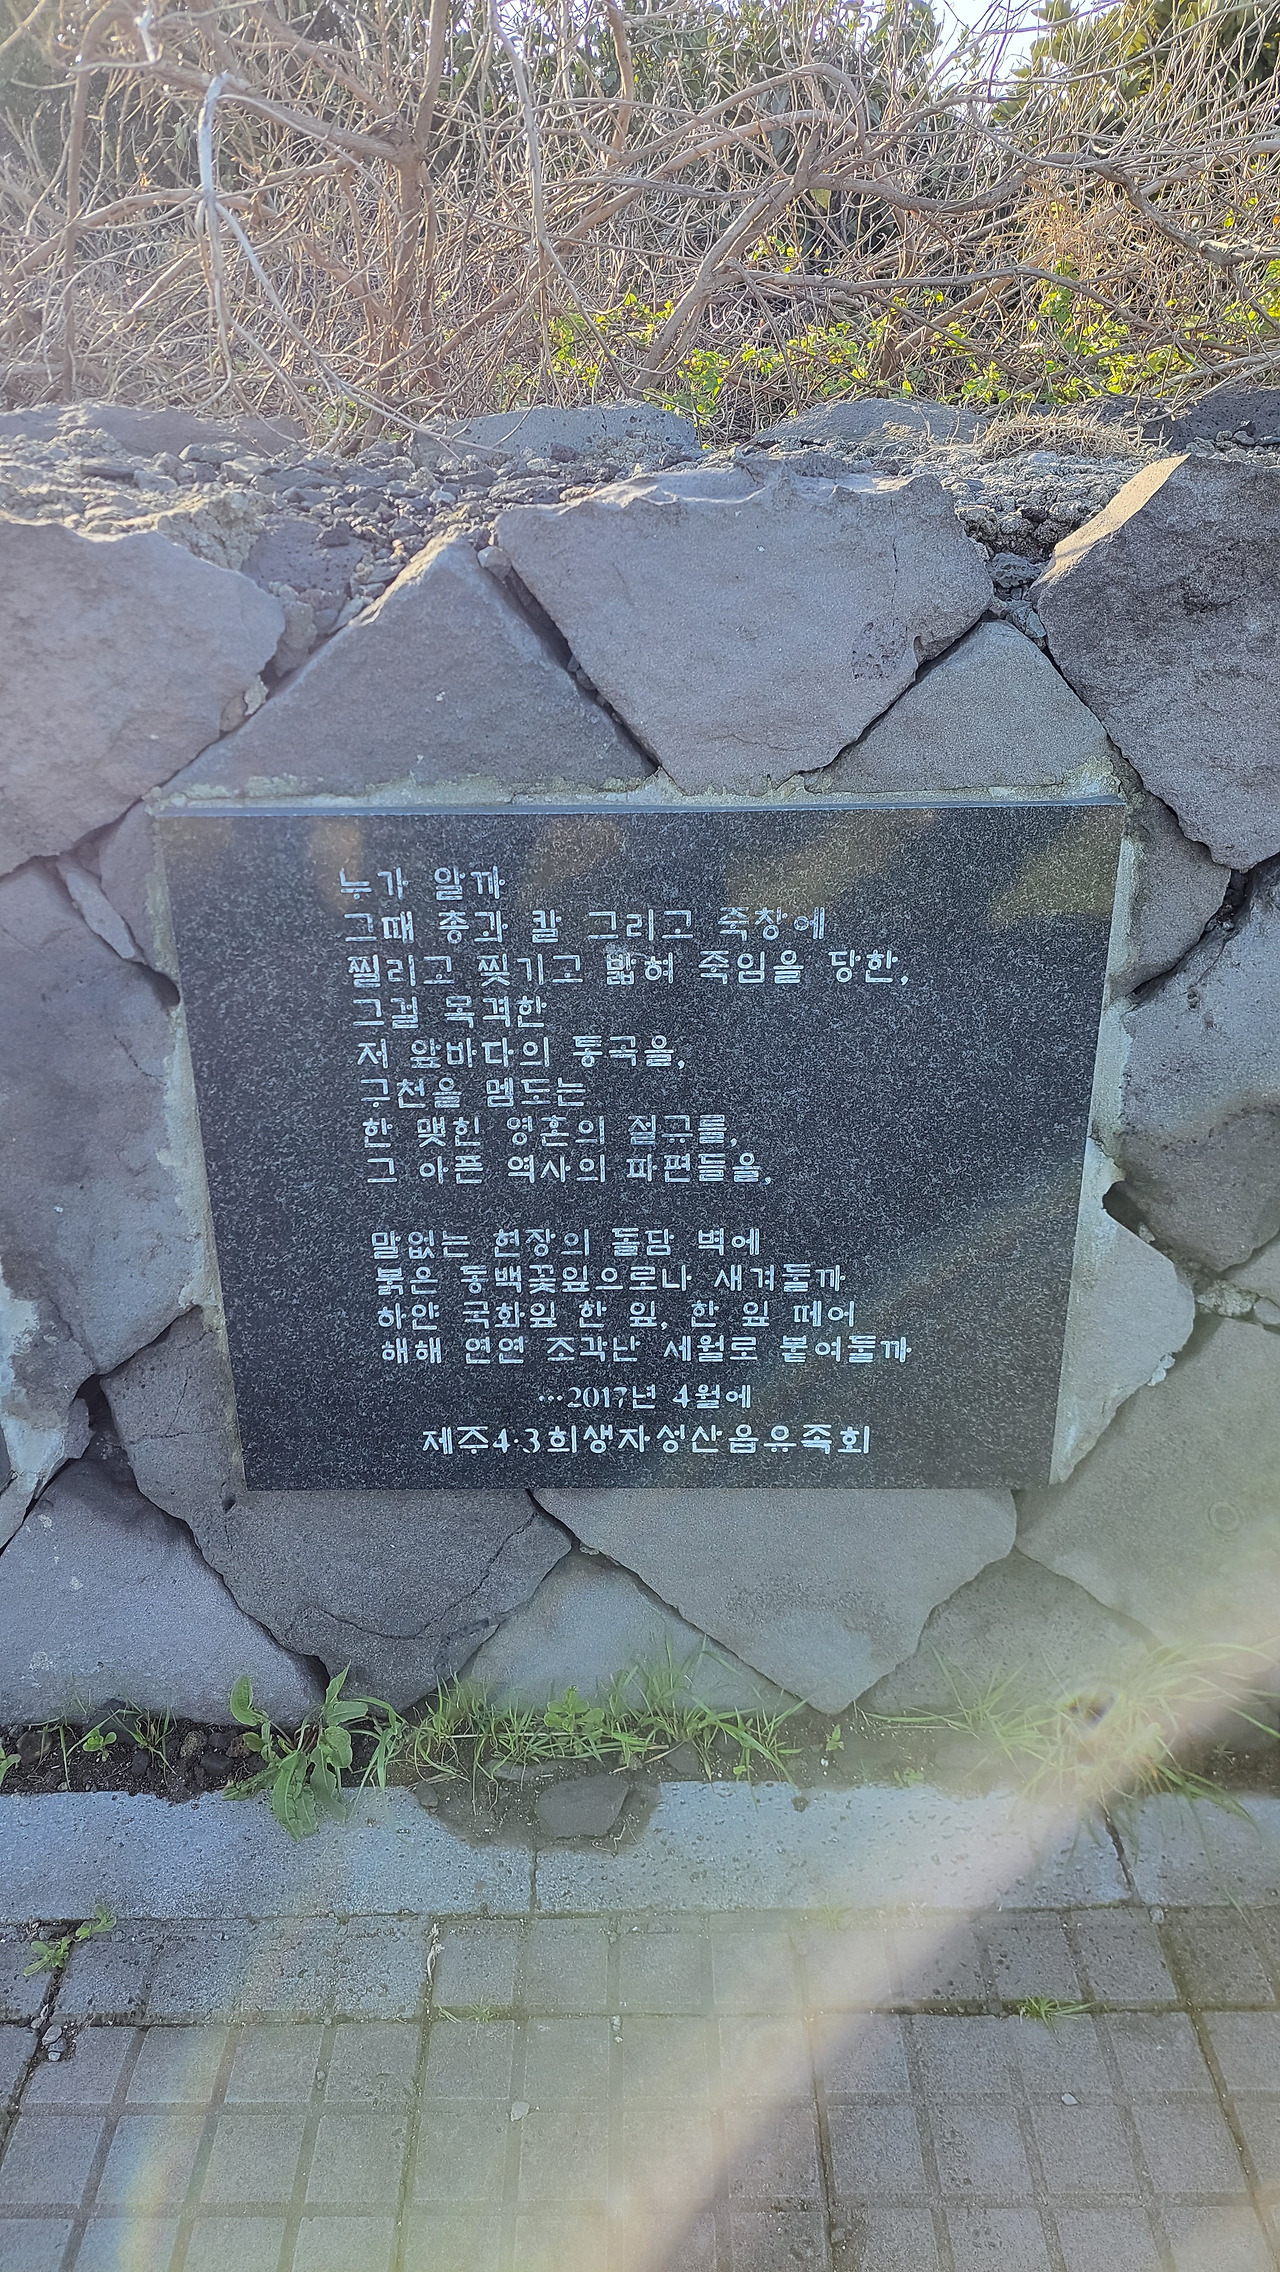 누가 알까
그때 총과 칼 그리고 죽창에
찔리고 찢기고 밟혀 죽임을 당한,
그걸 목격한
저 앞바다의 통곡을,
구천을 맴도는
한 맺힌 영혼의 절규를,
그 아픈 역사의 파편들을,
말없는 현장의 돌담 벽에
붉은 동백꽃잎으로나 새겨둘까
하얀 국화잎 한 잎, 한 잎 떼어
해해 연연 조각난 세월로 붙여둘까
…2017년 4월에
제주4·3희생자성산읍유족회